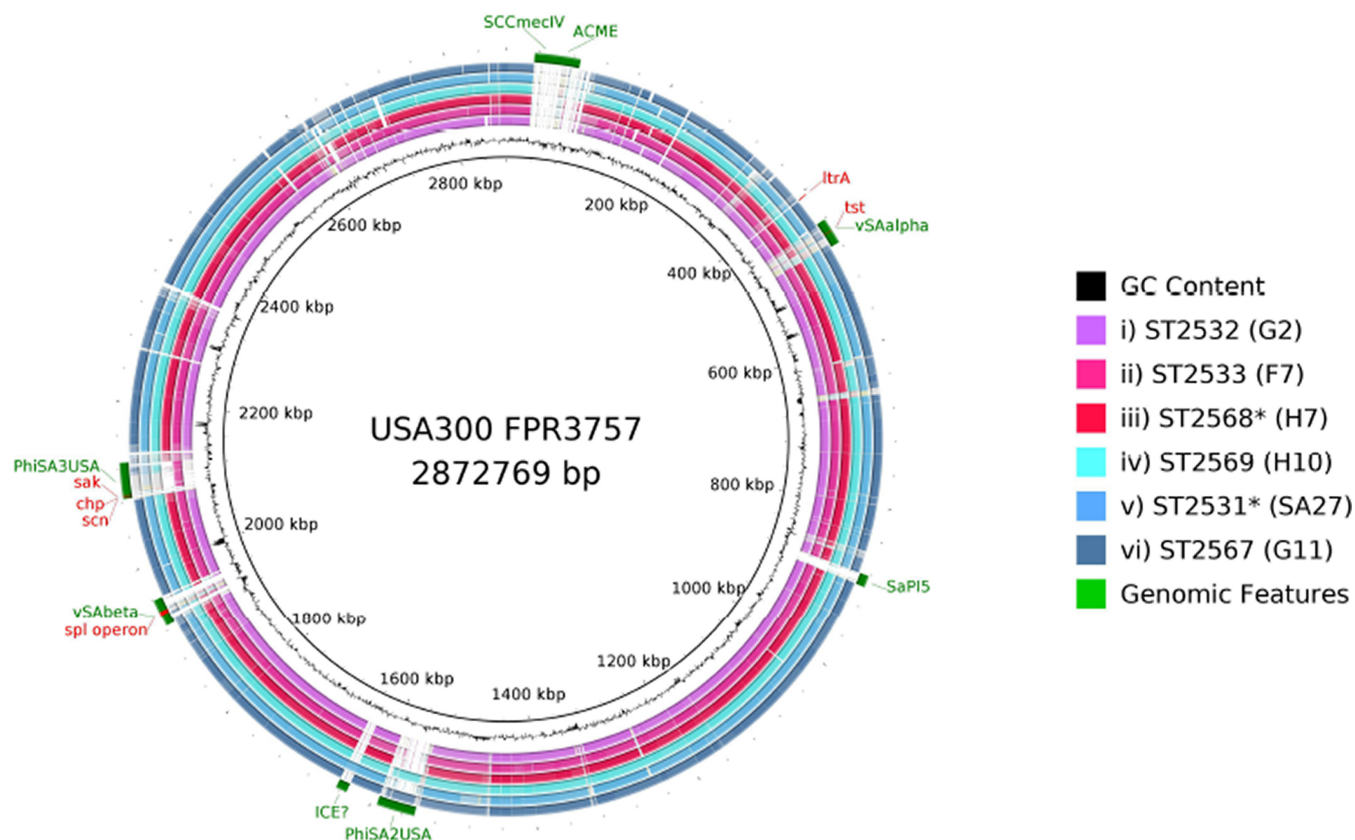 SCCmecIV
ACME
ltrA
tst
vSAalpha
2800 kbp
200 kbp
2600 kbp
400 kbp
2400 kbp
600 kbp
2200 kbp
USA300 FPR3757
2872769 bp
800 kbp
PhiSA3USA
sak
chp
scn
2000 kbp
1000 kbp
SaPI5
vSAbeta
spl operon
1800 kbp
1200 kbp
1600 kbp
1400 kbp
ICE?
PhiSA2USA
GC Content
i) ST2532 (G2)
ii) ST2533 (F7)
iii) ST2568* (H7)
iv) ST2569 (H10)
v) ST2531* (SA27)
vi) ST2567 (G11)
Genomic Features